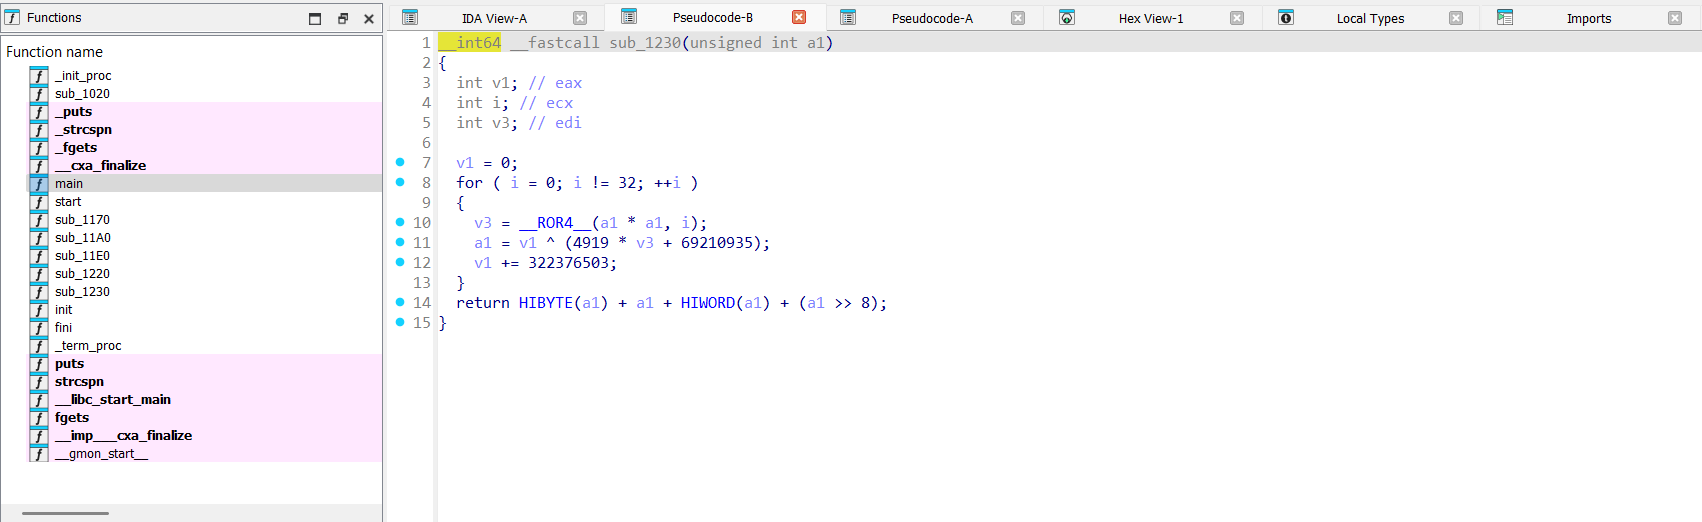 Functions
IDA View-A
Pseudocode-B
Pseudocode-A
Hex View-1
Local Types
Imports
Function name
_init_proc
sub_1020
_puts
_strcspn
_fgets
__cxa_finalize
main
start
sub_1170
sub_11A0
sub_11E0
sub_1220
sub_1230
init
fini
_term_proc
puts
strcspn
__libc_start_main
fgets
__imp___cxa_finalize
__gmon_start__
1 __int64 __fastcall sub_1230(unsigned int a1)
2 {
3   int v1; // eax
4   int i; // ecx
5   int v3; // edi
6
7   v1 = 0;
8   for ( i = 0; i != 32; ++i )
9   {
10     v3 = __ROR4__(a1 * a1, i);
11     a1 = v1 ^ (4919 * v3 + 69210935);
12     v1 += 322376503;
13   }
14   return HIBYTE(a1) + a1 + HIWORD(a1) + (a1 >> 8);
15 }